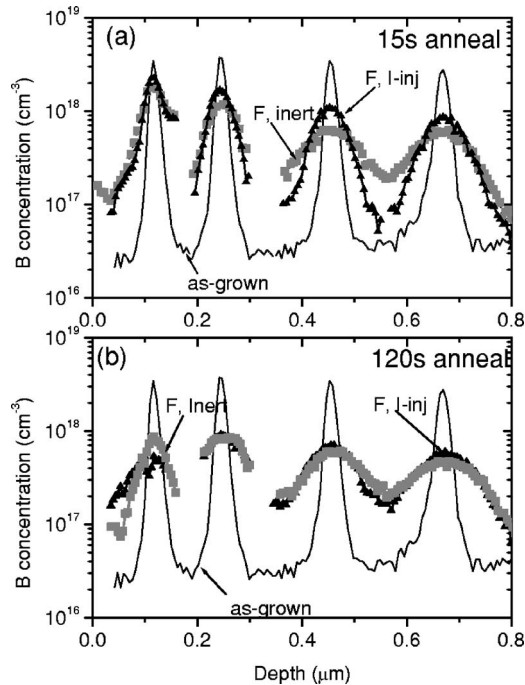 10^19
(a)
15s anneal
F, I-inj
F, inert
10^18
10^17
as-grown
10^16
B concentration (cm^-3)
0.0 0.2 0.4 0.6 0.8
10^19
(b)
120s anneal
F, Inert
F, I-inj
10^18
10^17
as-grown
10^16
B concentration (cm^-3)
0.0 0.2 0.4 0.6 0.8
Depth (μm)